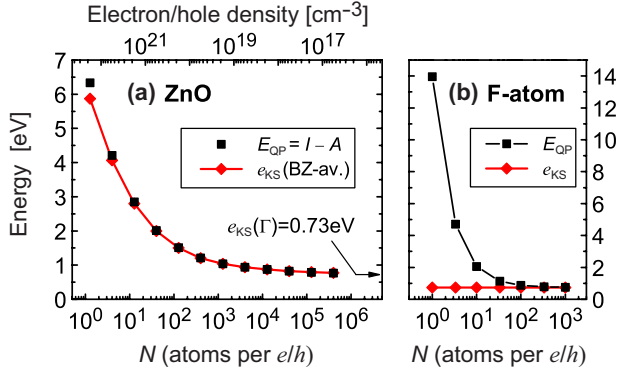 Electron/hole density [cm⁻³]
10²¹ 10¹⁹ 10¹⁷
7
6
5
4
3
2
1
0
Energy [eV]
(a) ZnO
E_QP = I − A
e_KS(BZ-av.)
e_KS(Γ)=0.73eV
10⁰ 10¹ 10² 10³ 10⁴ 10⁵ 10⁶
N (atoms per e/h)
(b) F-atom
E_QP
e_KS
14
12
10
8
6
4
2
0
10⁰ 10¹ 10² 10³
N (atoms per e/h)